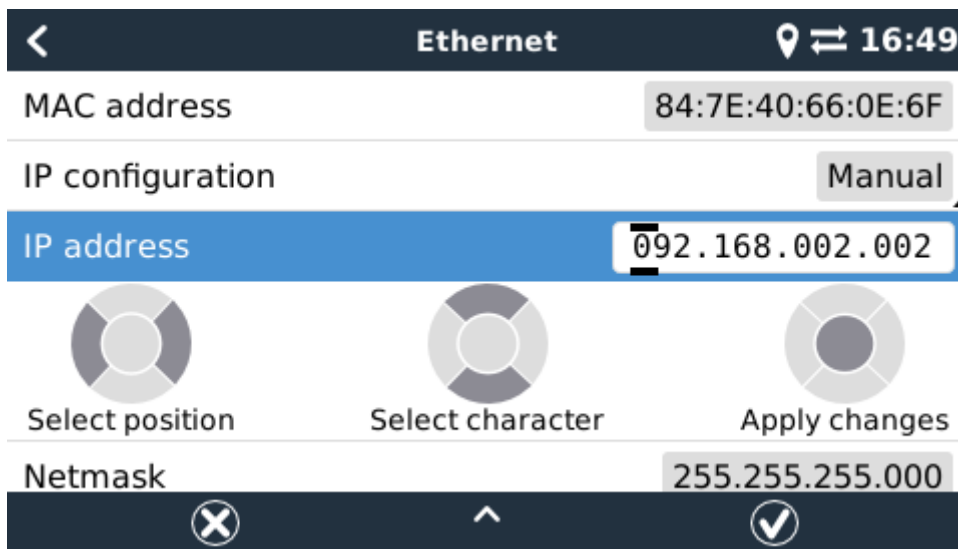 Ethernet 16:49
MAC address 84:7E:40:66:0E:6F
IP configuration Manual
IP address 092.168.002.002
Select position Select character Apply changes
Netmask 255.255.255.000